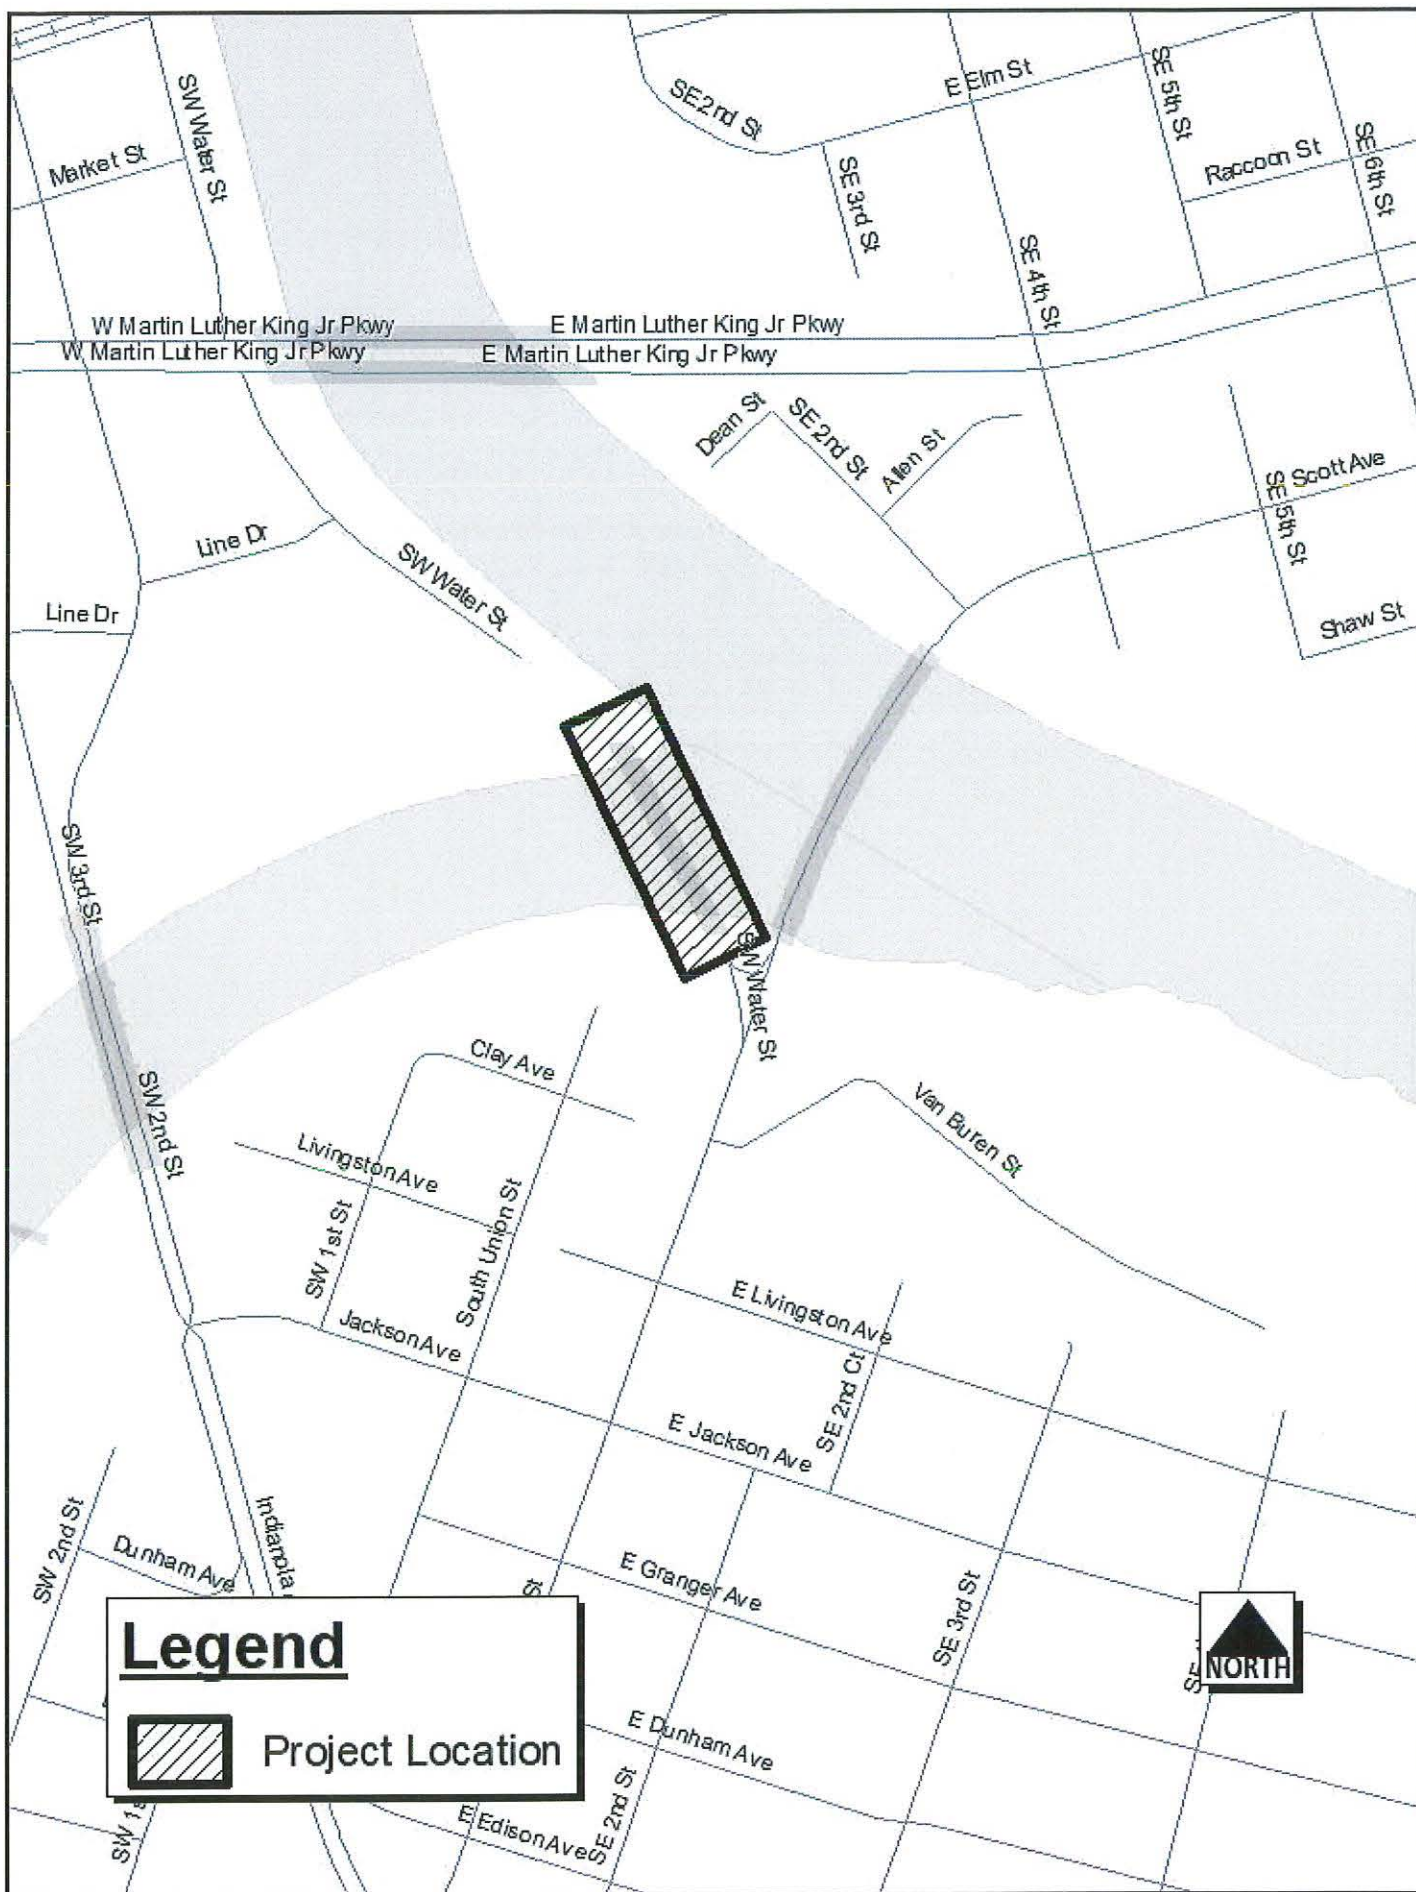 SE 2nd St
E Elm St
SE 5th St
SW Water St
Market St
Raccoon St
SE 6th St
SE 3rd St
SE 4th St
W Martin Luther King Jr Pkwy
E Martin Luther King Jr Pkwy
W Martin Luther King Jr Pkwy
E Martin Luther King Jr Pkwy
Dean St
SE 2nd St
Allen St
Scott Ave
SE 5th St
Line Dr
SW Water St
Line Dr
Shaw St
SW 3rd St
SW Water St
Clay Ave
SW 2nd St
Van Buren St
Livingston Ave
SW 1st St
South Union St
E Livingston Ave
Jackson Ave
SE 2nd Ct
E Jackson Ave
Indianola
SW 2nd St
Dunham Ave
E Granger Ave
SE 3rd St
SE
NORTH
Legend
Project Location
E Dunham Ave
SE 2nd St
E Edison Ave
SW